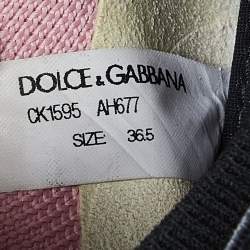 DOLCE & GABBANA
CK1595 AH677
SIZE: 36.5